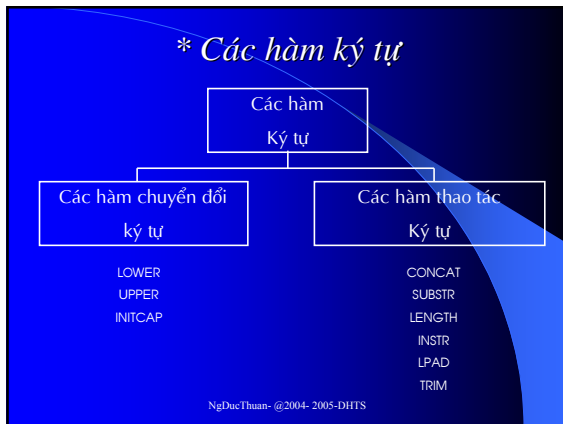 * Các hàm ký tự
Các hàm
Ký tự
Các hàm chuyển đổi
ký tự
Các hàm thao tác
Ký tự
LOWER
UPPER
INITCAP
CONCAT
SUBSTR
LENGTH
INSTR
LPAD
TRIM
NgDucThuan- @2004- 2005-DHTS